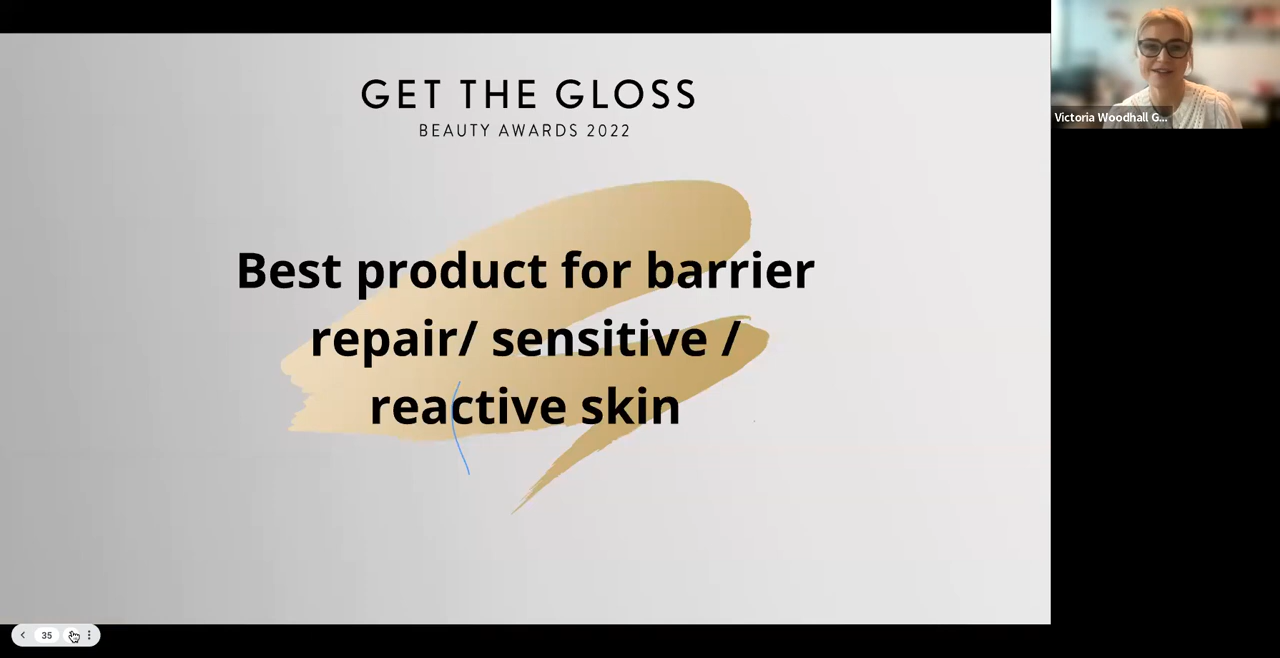 GET THE GLOSS
BEAUTY AWARDS 2022
Best product for barrier
repair/ sensitive /
reactive skin
Victoria Woodhall G...
35